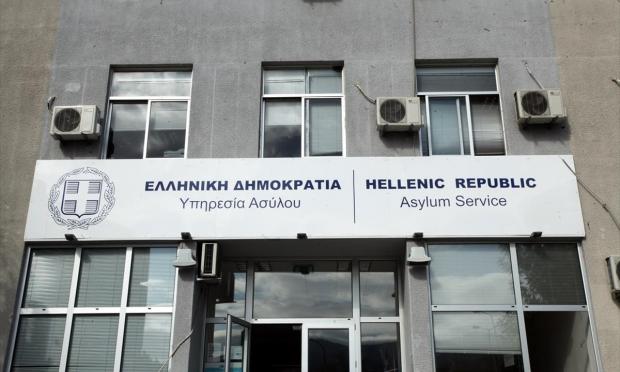 ΕΛΛΗΝΙΚΗ ΔΗΜΟΚΡΑΤΙΑ
Υπηρεσία Ασύλου
HELLENIC REPUBLIC
Asylum Service